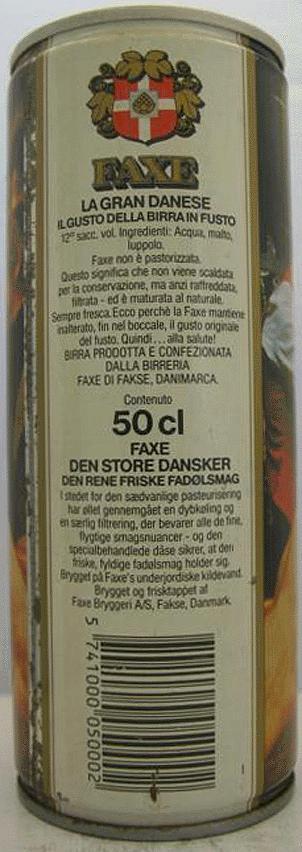 FAXE
LA GRAN DANESE
IL GUSTO DELLA BIRRA IN FUSTO
12° sacc. vol. Ingredienti: Acqua, malto,
luppolo.
Faxe non è pastorizzata.
Questo significa che non viene scaldata
per la conservazione, ma anzi raffreddata,
filtrata - ed è maturata al naturale.
Sempre fresca. Ecco perchè la Faxe mantiene
inalterato, fin nel boccale, il gusto originale
del fusto. Quindi... alla salute!
BIRRA PRODOTTA E CONFEZIONATA
DALLA BIRRERIA
FAXE DI FAKSE, DANIMARCA.
Contenuto
50 cl
FAXE
DEN STORE DANSKER
DEN RENE FRISKE FADØLSMAG
I stedet for den sædvanlige pasteurisering
har øllet gennemgået en dybkøling og
en særlig filtrering, der bevarer alle de fine,
flygtige smagsnuancer - og den
specialbehandlede dåse sikrer, at den
friske, fyldige fadølsmag holder sig.
Brygget på Faxe's underjordiske kildevand.
Brygget og frisktappet af
Faxe Bryggeri A/S, Fakse, Danmark.
5 741000 050002